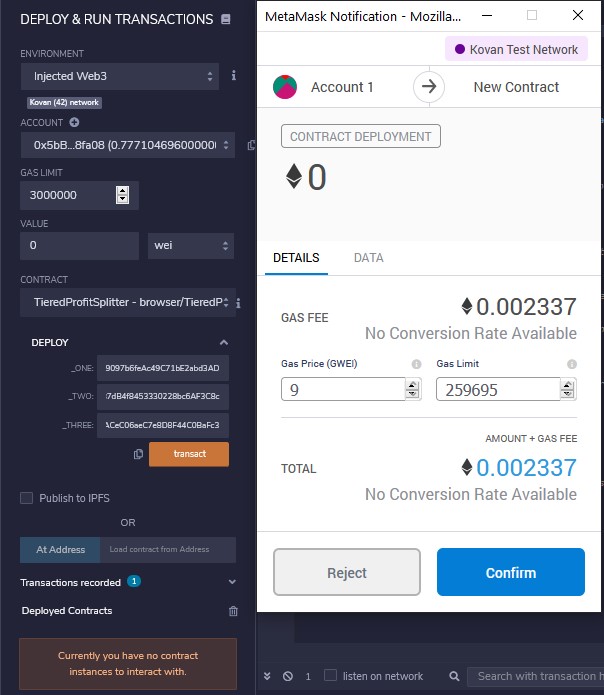 DEPLOY & RUN TRANSACTIONS
ENVIRONMENT
Injected Web3
Kovan (42) network
ACCOUNT
0x5bB...8fa08 (0.77710469600000(
GAS LIMIT
3000000
VALUE
0 wei
CONTRACT
TieredProfitSplitter - browser/TieredP
DEPLOY
_ONE: 9097b6feAc49C71bE2abd3AD
_TWO: 7dB4f8453330228bc6AF3C8c
_THREE: ACeC06aeC7e8D8F44C0BaFc3
transact
Publish to IPFS
OR
At Address Load contract from Address
Transactions recorded 1
Deployed Contracts
Currently you have no contract
instances to interact with.
MetaMask Notification - Mozilla...
Kovan Test Network
Account 1 New Contract
CONTRACT DEPLOYMENT
0
DETAILS DATA
GAS FEE 0.002337
No Conversion Rate Available
Gas Price (GWEI) Gas Limit
9 259695
AMOUNT + GAS FEE
TOTAL 0.002337
No Conversion Rate Available
Reject Confirm
1 listen on network Search with transaction h